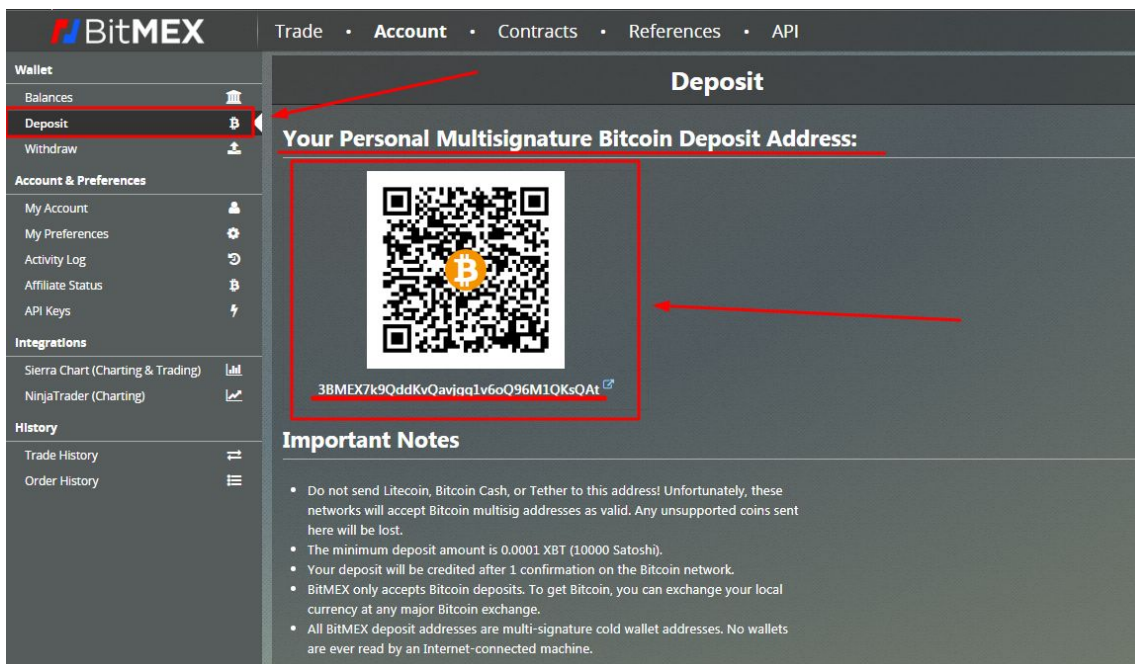 BitMEX
Trade • Account • Contracts • References • API
Wallet
Balances
Deposit
Withdraw
Account & Preferences
My Account
My Preferences
Activity Log
Affiliate Status
API Keys
Integrations
Sierra Chart (Charting & Trading)
NinjaTrader (Charting)
History
Trade History
Order History
Deposit
Your Personal Multisignature Bitcoin Deposit Address:
3BMEX7k9QddKvQavjgq1v6oQ96M1QKsQAt
Important Notes
• Do not send Litecoin, Bitcoin Cash, or Tether to this address! Unfortunately, these
networks will accept Bitcoin multisig addresses as valid. Any unsupported coins sent
here will be lost.
• The minimum deposit amount is 0.0001 XBT (10000 Satoshi).
• Your deposit will be credited after 1 confirmation on the Bitcoin network.
• BitMEX only accepts Bitcoin deposits. To get Bitcoin, you can exchange your local
currency at any major Bitcoin exchange.
• All BitMEX deposit addresses are multi-signature cold wallet addresses. No wallets
are ever read by an Internet-connected machine.